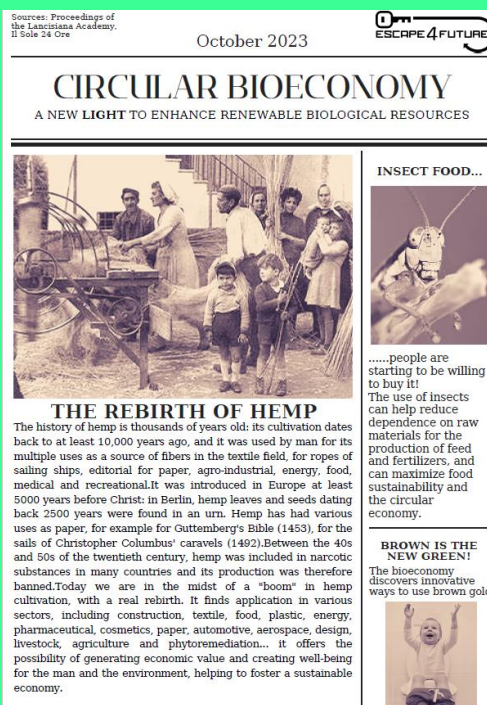 Sources: Proceedings of
the Lancisiana Academy,
Il Sole 24 Ore
October 2023
ESCAPE4FUTURE
CIRCULAR BIOECONOMY
A NEW LIGHT TO ENHANCE RENEWABLE BIOLOGICAL RESOURCES
THE REBIRTH OF HEMP
The history of hemp is thousands of years old: its cultivation dates
back to at least 10,000 years ago, and it was used by man for its
multiple uses as a source of fibers in the textile field, for ropes of
sailing ships, editorial for paper, agro-industrial, energy, food,
medical and recreational.It was introduced in Europe at least
5000 years before Christ: in Berlin, hemp leaves and seeds dating
back 2500 years were found in an urn. Hemp has had various
uses as paper, for example for Guttemberg's Bible (1453), for the
sails of Christopher Columbus' caravels (1492).Between the 40s
and 50s of the twentieth century, hemp was included in narcotic
substances in many countries and its production was therefore
banned.Today we are in the midst of a "boom" in hemp
cultivation, with a real rebirth. It finds application in various
sectors, including construction, textile, food, plastic, energy,
pharmaceutical, cosmetics, paper, automotive, aerospace, design,
livestock, agriculture and phytoremediation... it offers the
possibility of generating economic value and creating well-being
for the man and the environment, helping to foster a sustainable
economy.
INSECT FOOD...
......people are
starting to be willing
to buy it!
The use of insects
can help reduce
dependence on raw
materials for the
production of feed
and fertilizers, and
can maximize food
sustainability and
the circular
economy.
BROWN IS THE
NEW GREEN!
The bioeconomy
discovers innovative
ways to use brown gold